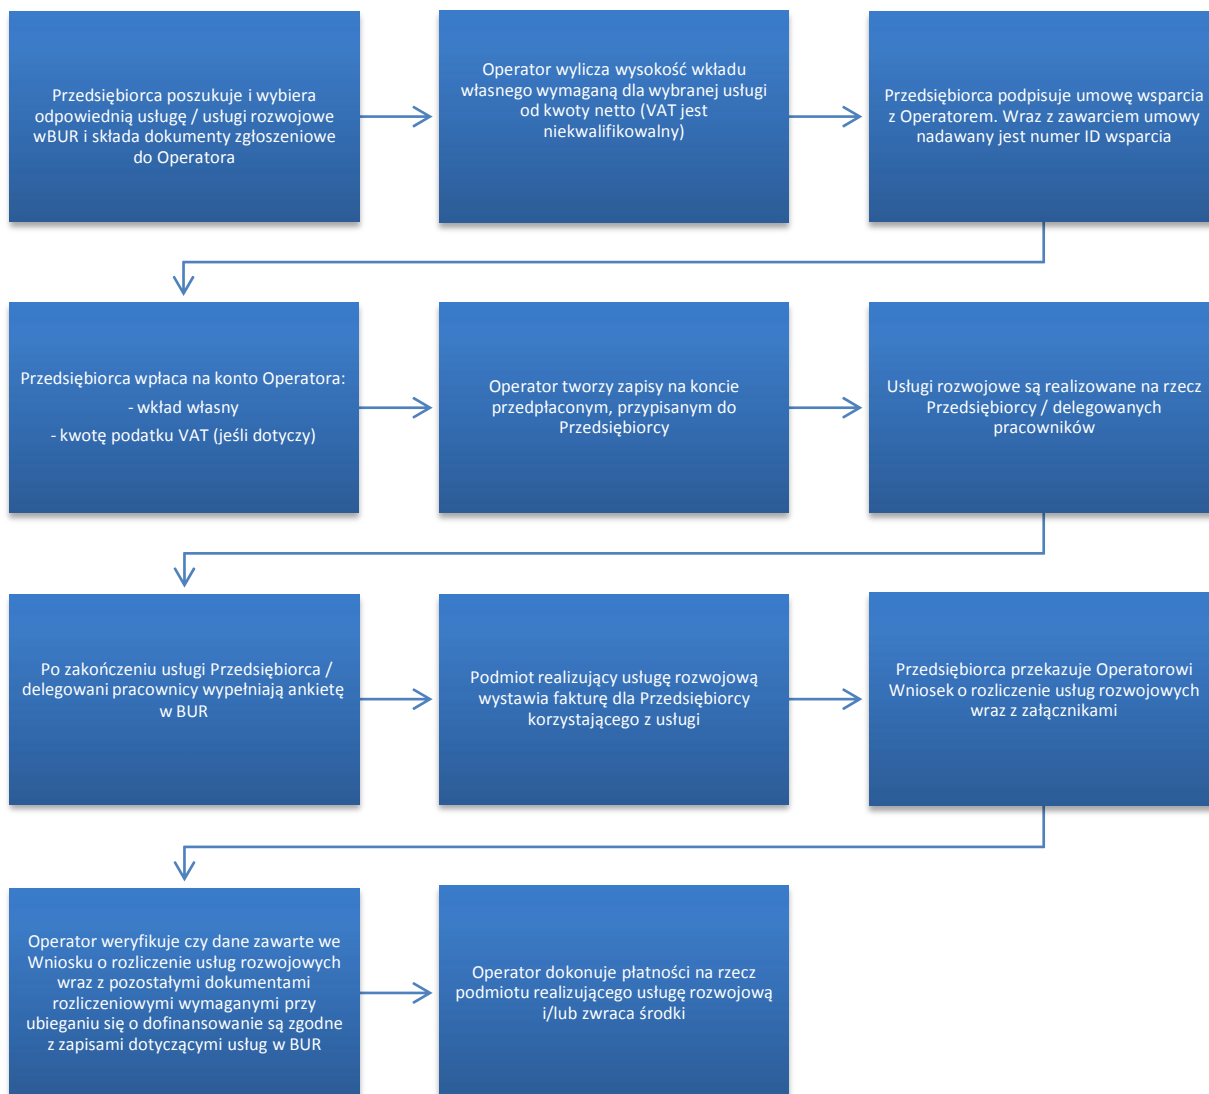 Przedsiębiorca poszukuje i wybiera
odpowiednią usługę / usługi rozwojowe
wBUR i składa dokumenty zgłoszeniowe
do Operatora
Operator wylicza wysokość wkładu
własnego wymaganą dla wybranej usługi
od kwoty netto (VAT jest
niekwalifikowalny)
Przedsiębiorca podpisuje umowę wsparcia
z Operatorem. Wraz z zawarciem umowy
nadawany jest numer ID wsparcia
Przedsiębiorca wpłaca na konto Operatora:
- wkład własny
- kwotę podatku VAT (jeśli dotyczy)
Operator tworzy zapisy na koncie
przedpłaconym, przypisanym do
Przedsiębiorcy
Usługi rozwojowe są realizowane na rzecz
Przedsiębiorcy / delegowanych
pracowników
Po zakończeniu usługi Przedsiębiorca /
delegowani pracownicy wypełniają ankietę
w BUR
Podmiot realizujący usługę rozwojową
wystawia fakturę dla Przedsiębiorcy
korzystającego z usługi
Przedsiębiorca przekazuje Operatorowi
Wniosek o rozliczenie usług rozwojowych
wraz z załącznikami
Operator weryfikuje czy dane zawarte we
Wniosku o rozliczenie usług rozwojowych
wraz z pozostałymi dokumentami
rozliczeniowymi wymaganymi przy
ubieganiu się o dofinansowanie są zgodne
z zapisami dotyczącymi usług w BUR
Operator dokonuje płatności na rzecz
podmiotu realizującego usługę rozwojową
i/lub zwraca środki